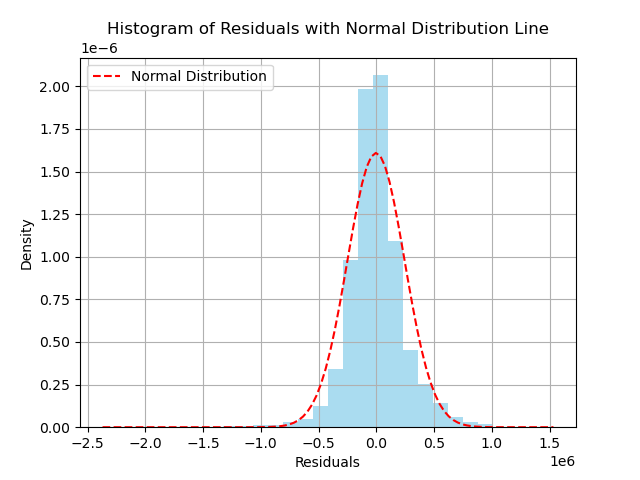 Histogram of Residuals with Normal Distribution Line
1e−6
Normal Distribution
2.00
1.75
1.50
1.25
1.00
0.75
0.50
0.25
0.00
Density
−2.5 −2.0 −1.5 −1.0 −0.5 0.0 0.5 1.0 1.5
Residuals
1e6